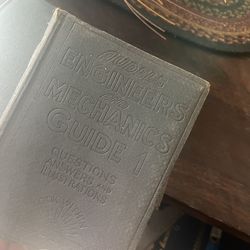 Audels
ENGINEERS
AND
MECHANICS
GUIDE 1
QUESTIONS
ANSWERS AND
ILLUSTRATIONS